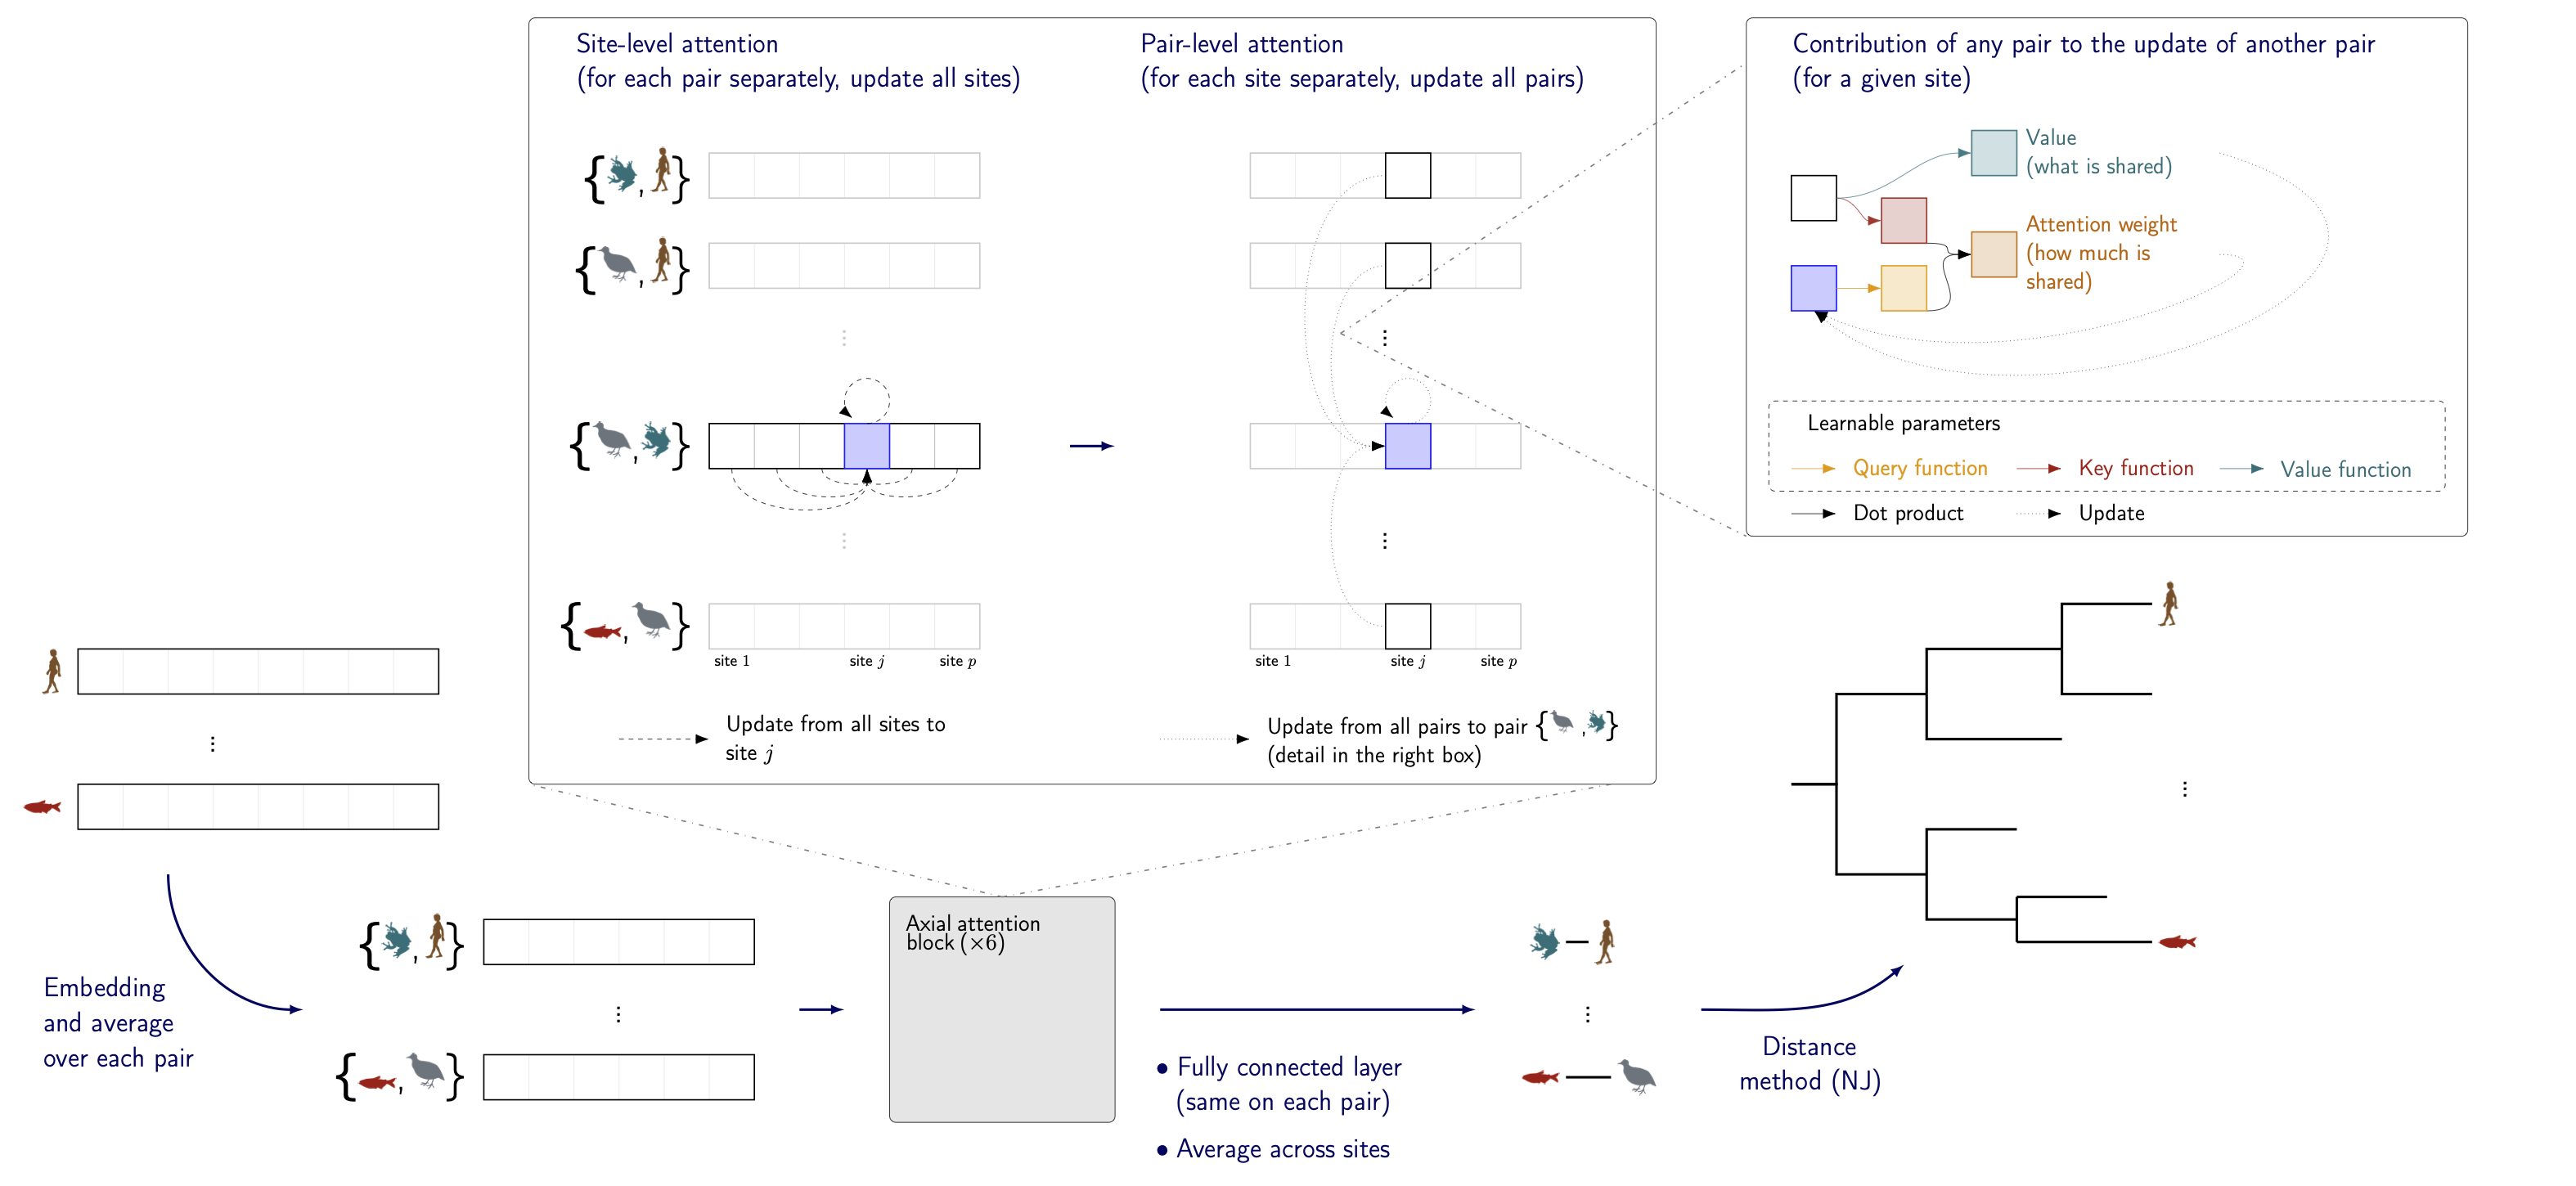 Site-level attention
(for each pair separately, update all sites)
Pair-level attention
(for each site separately, update all pairs)
{ , }
{ , }
⋮
⋮
{ , }
⋮
⋮
{ , }
site 1
site j
site p
site 1
site j
site p
Update from all sites to
site j
Update from all pairs to pair { , }
(detail in the right box)
Contribution of any pair to the update of another pair
(for a given site)
Value
(what is shared)
Attention weight
(how much is
shared)
Learnable parameters
Query function
Key function
Value function
Dot product
Update
⋮
Embedding
and average
over each pair
{ , }
⋮
{ , }
Axial attention
block (×6)
• Fully connected layer
(same on each pair)
• Average across sites
⋮
Distance
method (NJ)
⋮